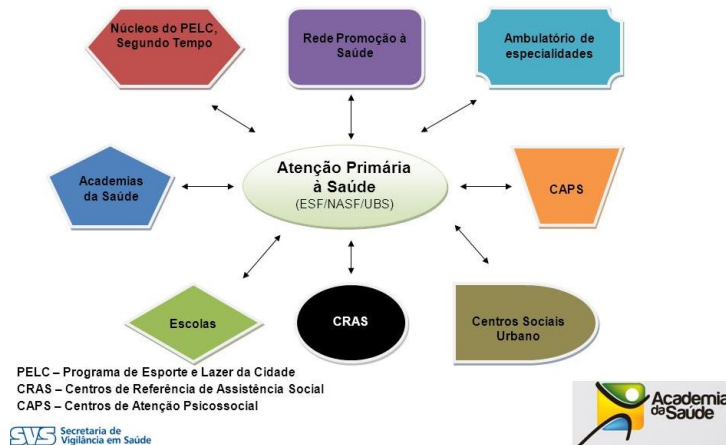 Núcleos do PELC,
Segundo Tempo
Rede Promoção à
Saúde
Ambulatório de
especialidades
Academias
da Saúde
Atenção Primária
à Saúde
(ESF/NASF/UBS)
CAPS
Escolas
CRAS
Centros Sociais
Urbano
PELC – Programa de Esporte e Lazer da Cidade
CRAS – Centros de Referência de Assistência Social
CAPS – Centros de Atenção Psicossocial
SVS Secretaria de
Vigilância em Saúde
Academia
da Saúde